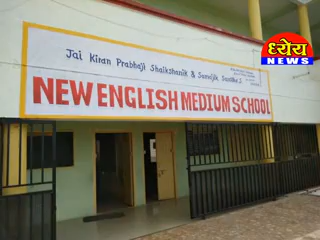 ध्येय
NEWS
Jai Kiran Prabhaji Shaikshanik & Samajik Sanstha's
NEW ENGLISH MEDIUM SCHOOL